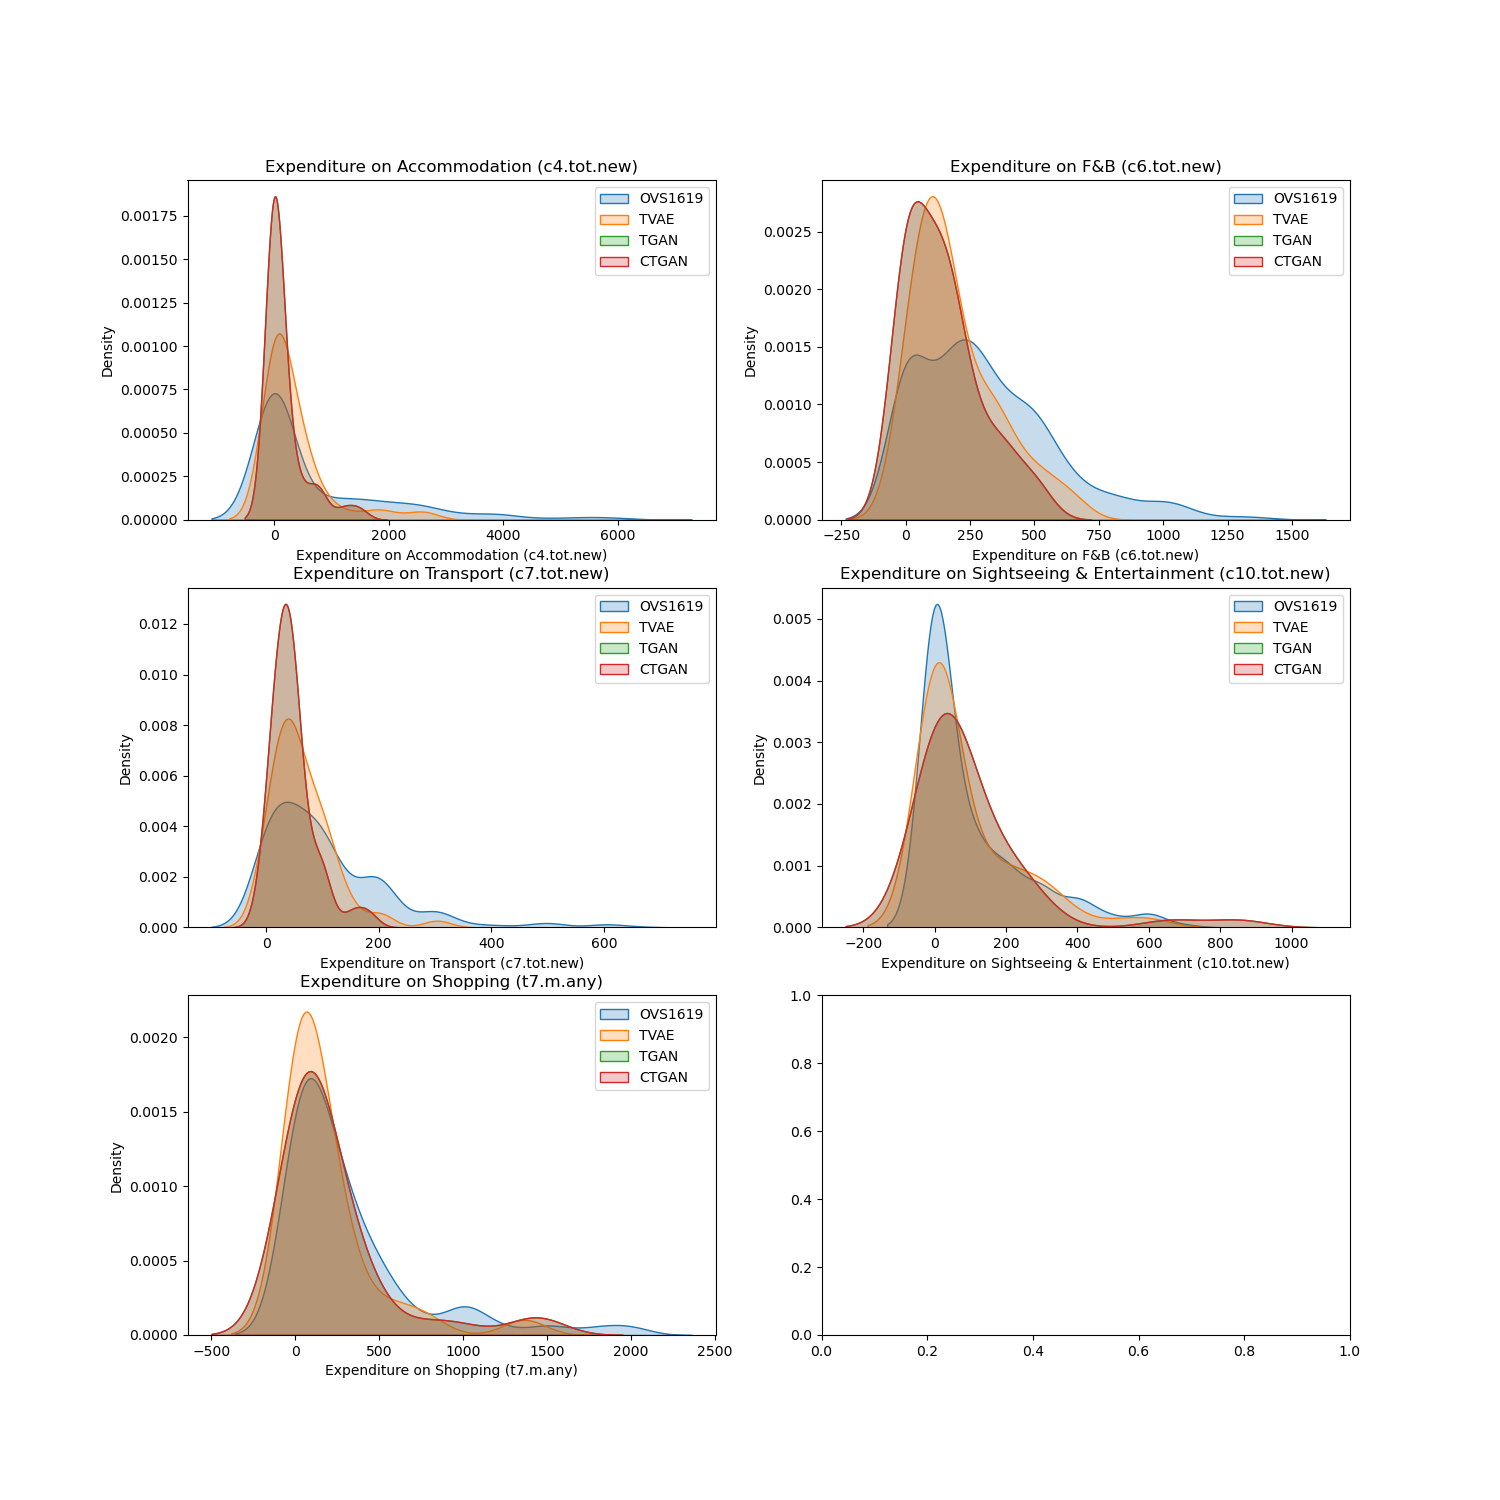 Expenditure on Accommodation (c4.tot.new)
OVS1619
TVAE
TGAN
CTGAN
0.00175
0.00150
0.00125
0.00100
0.00075
0.00050
0.00025
0.00000
Density
0
2000
4000
6000
Expenditure on Accommodation (c4.tot.new)
Expenditure on F&B (c6.tot.new)
OVS1619
TVAE
TGAN
CTGAN
0.0025
0.0020
0.0015
0.0010
0.0005
0.0000
Density
−250
0
250
500
750
1000
1250
1500
Expenditure on F&B (c6.tot.new)
Expenditure on Transport (c7.tot.new)
OVS1619
TVAE
TGAN
CTGAN
0.012
0.010
0.008
0.006
0.004
0.002
0.000
Density
0
200
400
600
Expenditure on Transport (c7.tot.new)
Expenditure on Sightseeing & Entertainment (c10.tot.new)
OVS1619
TVAE
TGAN
CTGAN
0.005
0.004
0.003
0.002
0.001
0.000
Density
−200
0
200
400
600
800
1000
Expenditure on Sightseeing & Entertainment (c10.tot.new)
Expenditure on Shopping (t7.m.any)
OVS1619
TVAE
TGAN
CTGAN
0.0020
0.0015
0.0010
0.0005
0.0000
Density
−500
0
500
1000
1500
2000
2500
Expenditure on Shopping (t7.m.any)
1.0
0.8
0.6
0.4
0.2
0.0
0.0
0.2
0.4
0.6
0.8
1.0